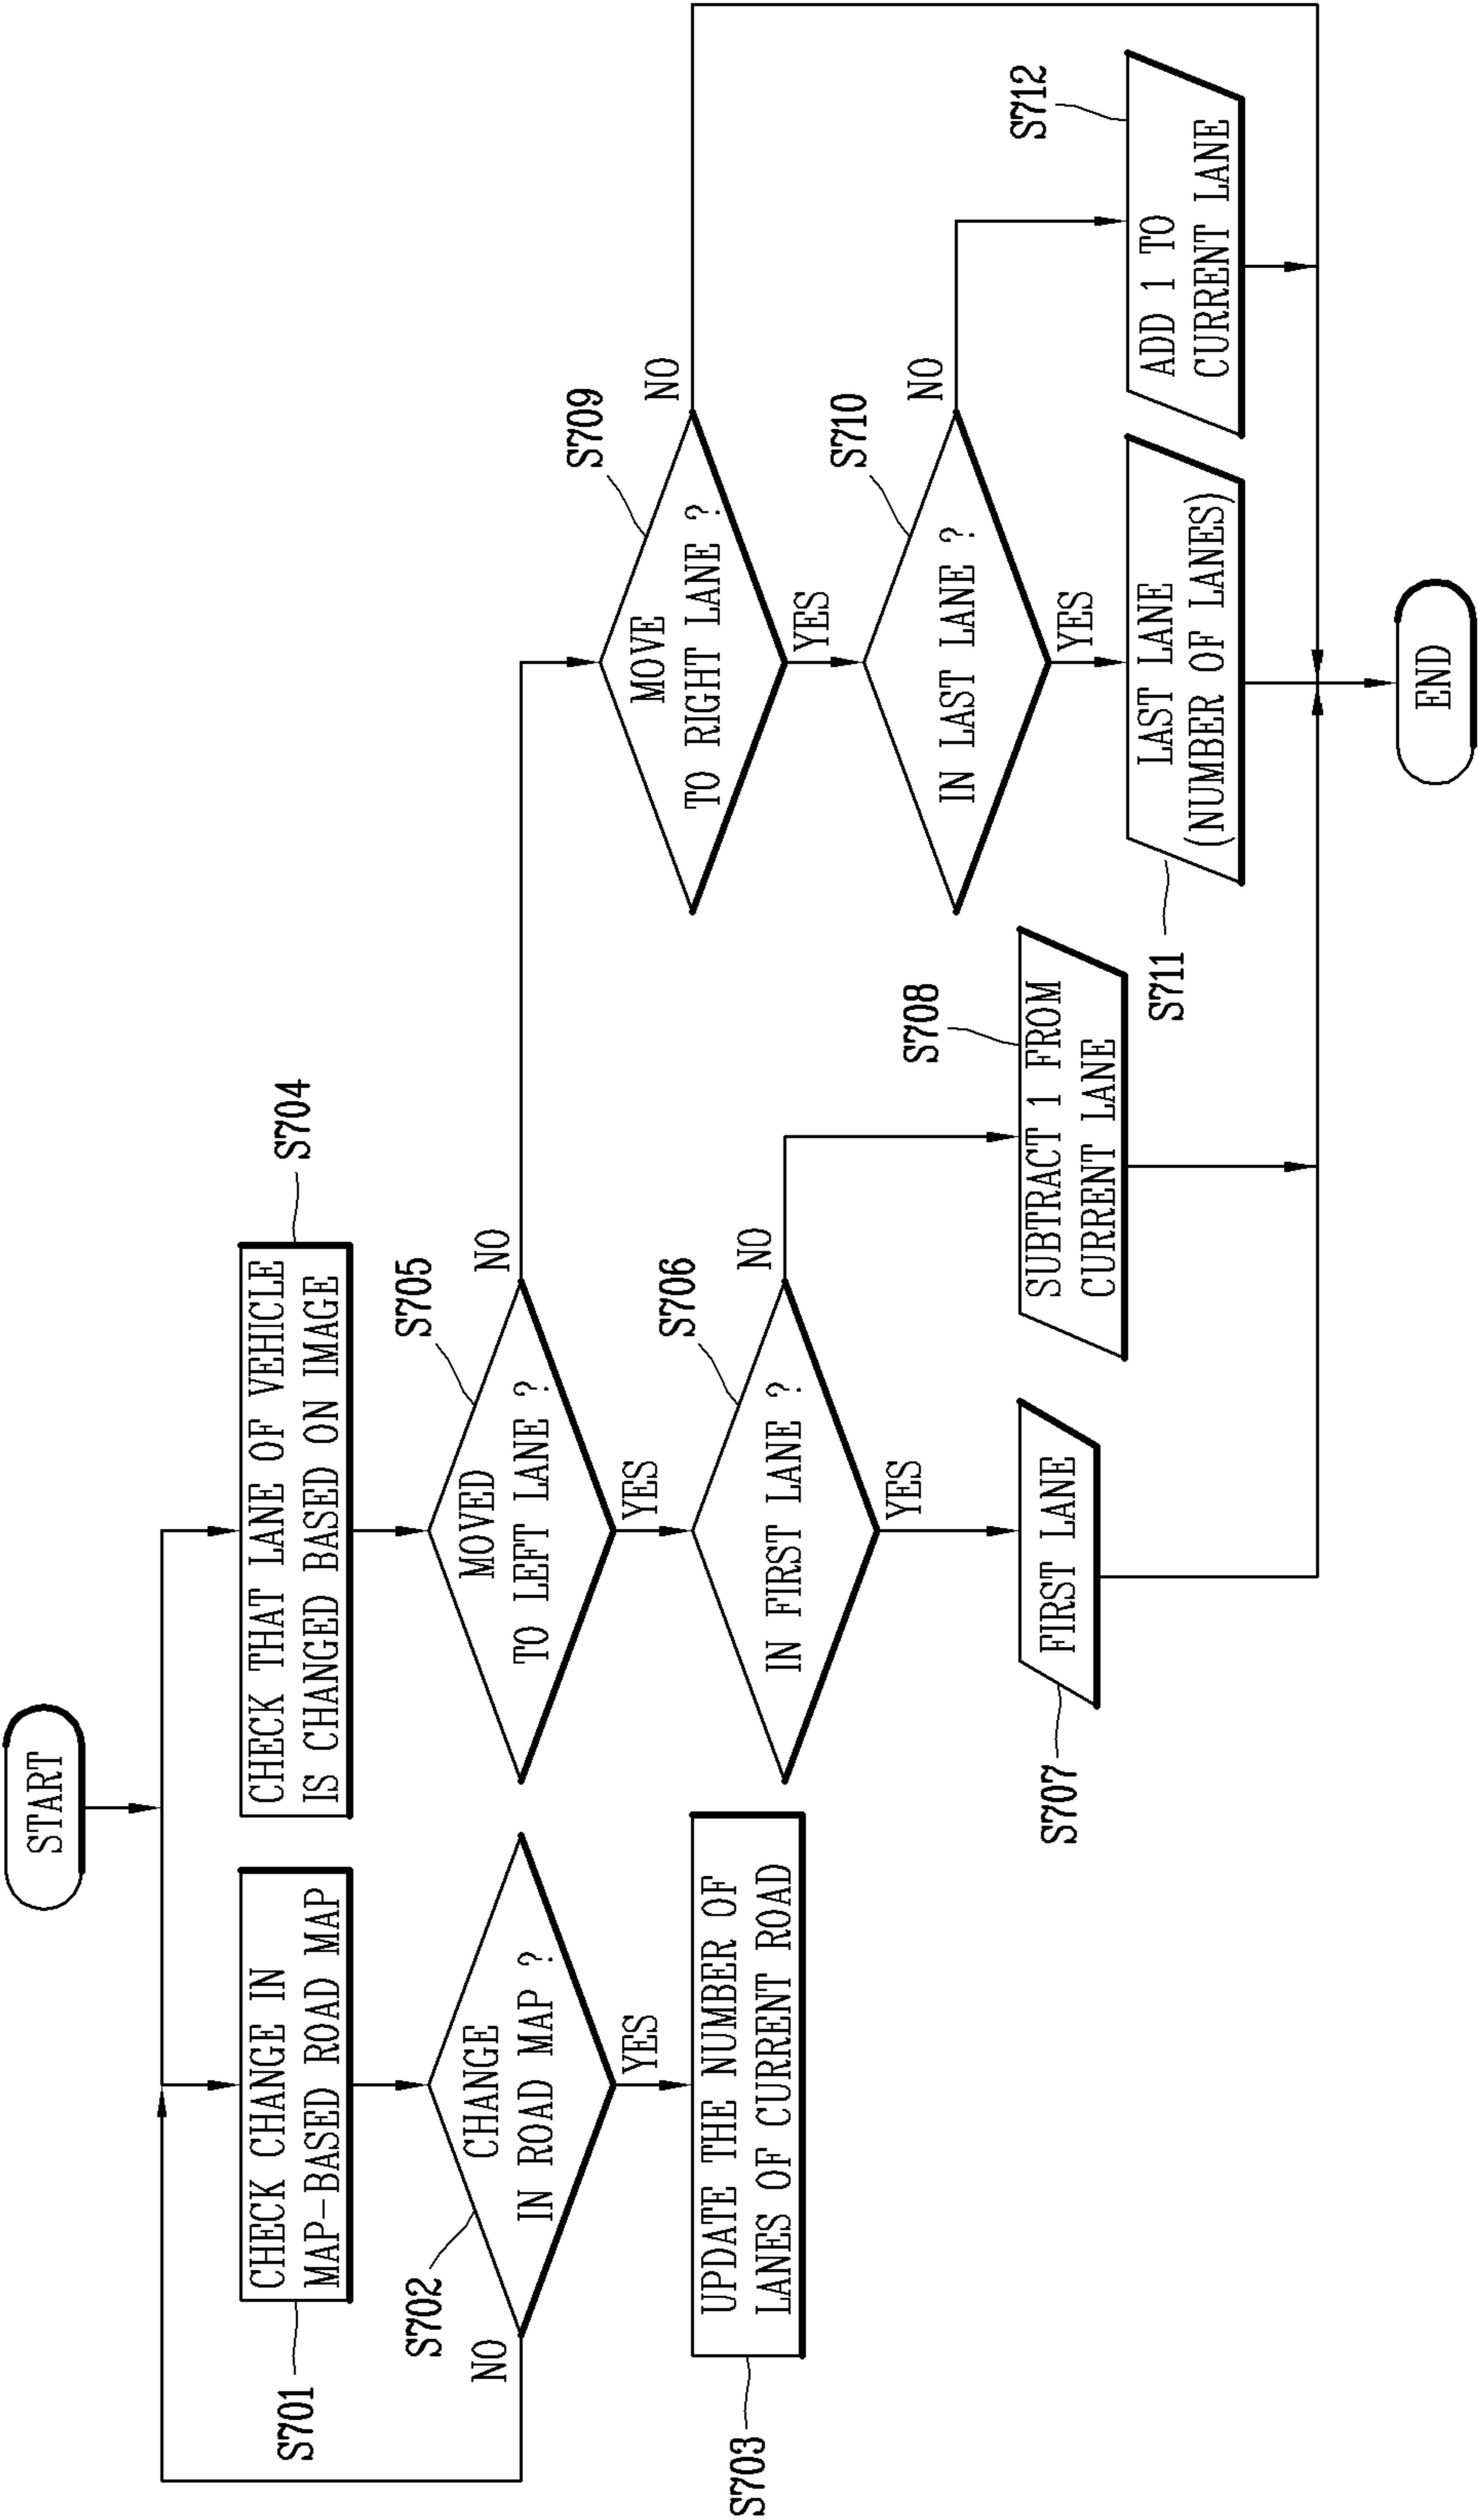 START
S701
CHECK CHANGE IN
MAP-BASED ROAD MAP
CHECK THAT LANE OF VEHICLE
IS CHANGED BASED ON IMAGE
S704
S702
NO
CHANGE
IN ROAD MAP ?
YES
S705
MOVED
TO LEFT LANE ?
NO
YES
S709
MOVE
TO RIGHT LANE ?
NO
YES
S703
UPDATE THE NUMBER OF
LANES OF CURRENT ROAD
S706
IN FIRST LANE ?
NO
YES
S710
IN LAST LANE ?
NO
YES
S707
FIRST LANE
S708
SUBTRACT 1 FROM
CURRENT LANE
S711
LAST LANE
(NUMBER OF LANES)
S712
ADD 1 TO
CURRENT LANE
END